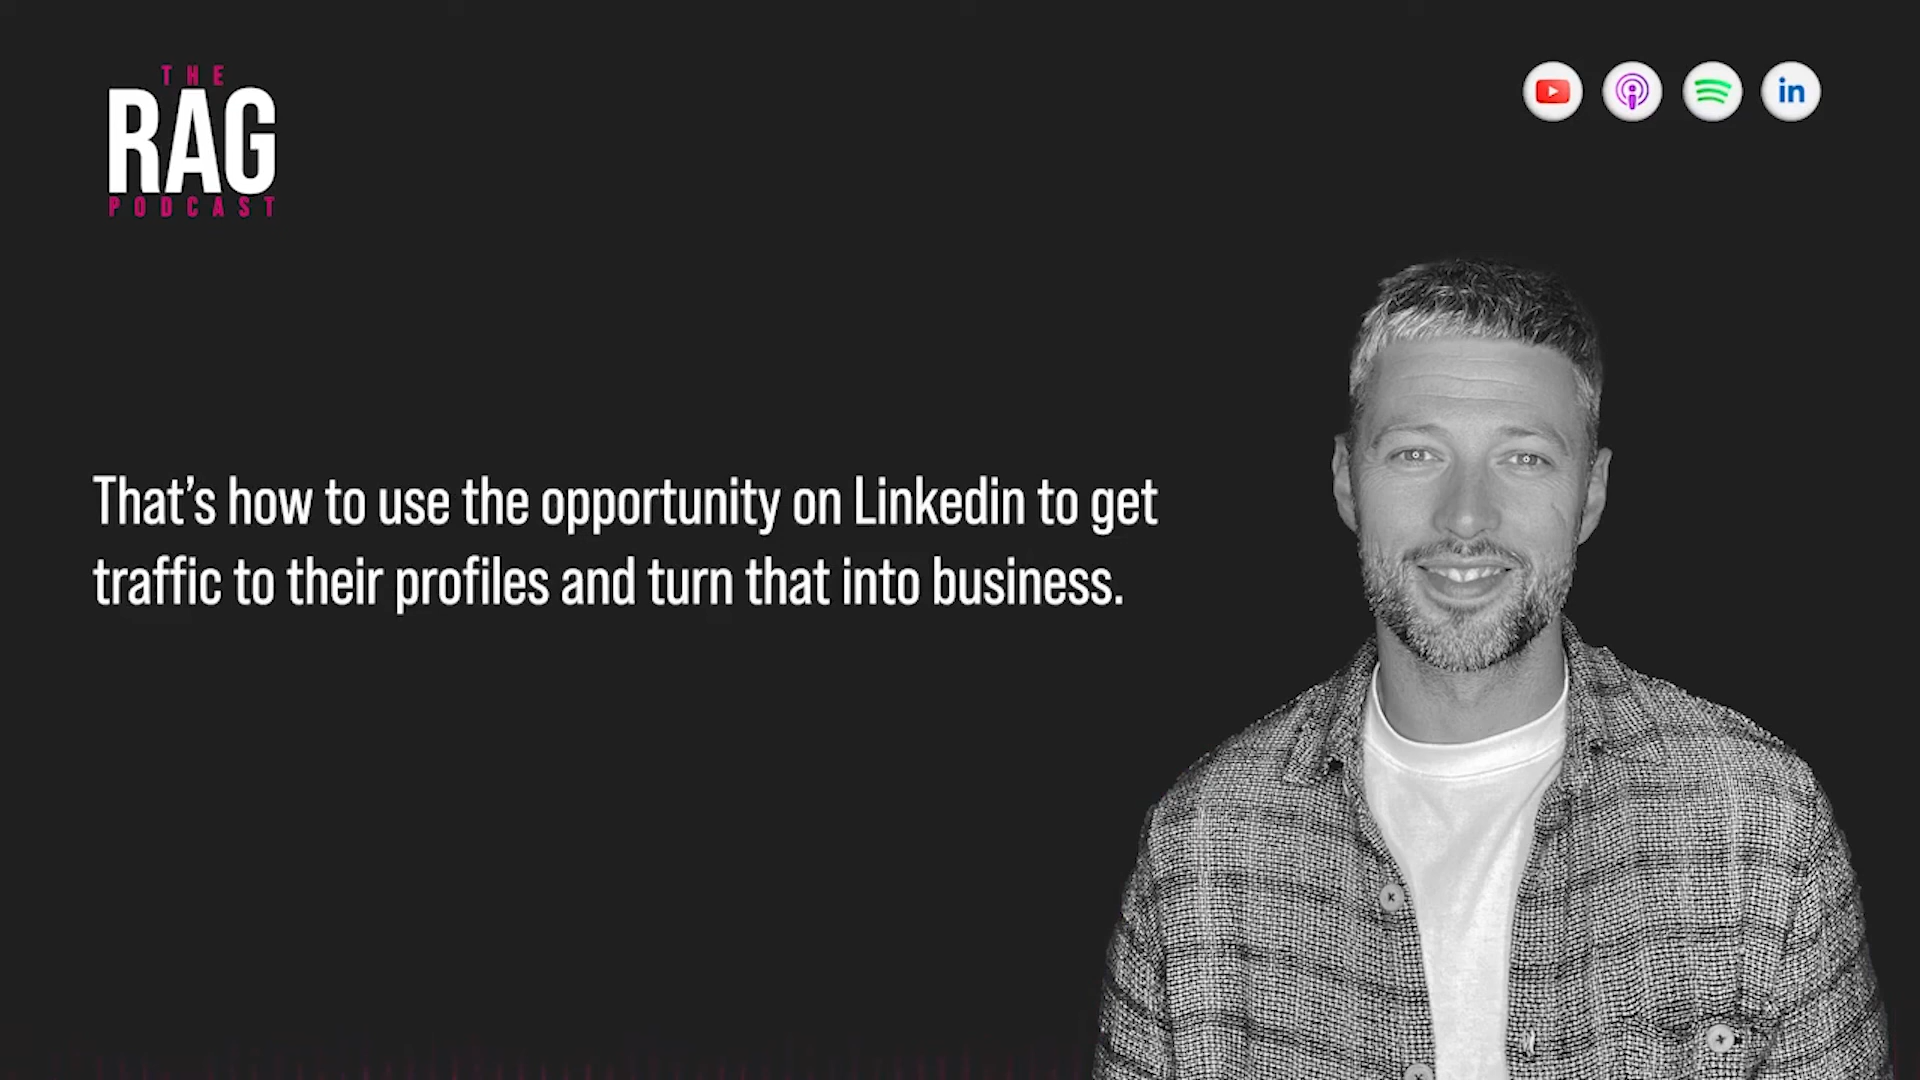 THE
RAG
PODCAST
in
That’s how to use the opportunity on Linkedin to get
traffic to their profiles and turn that into business.